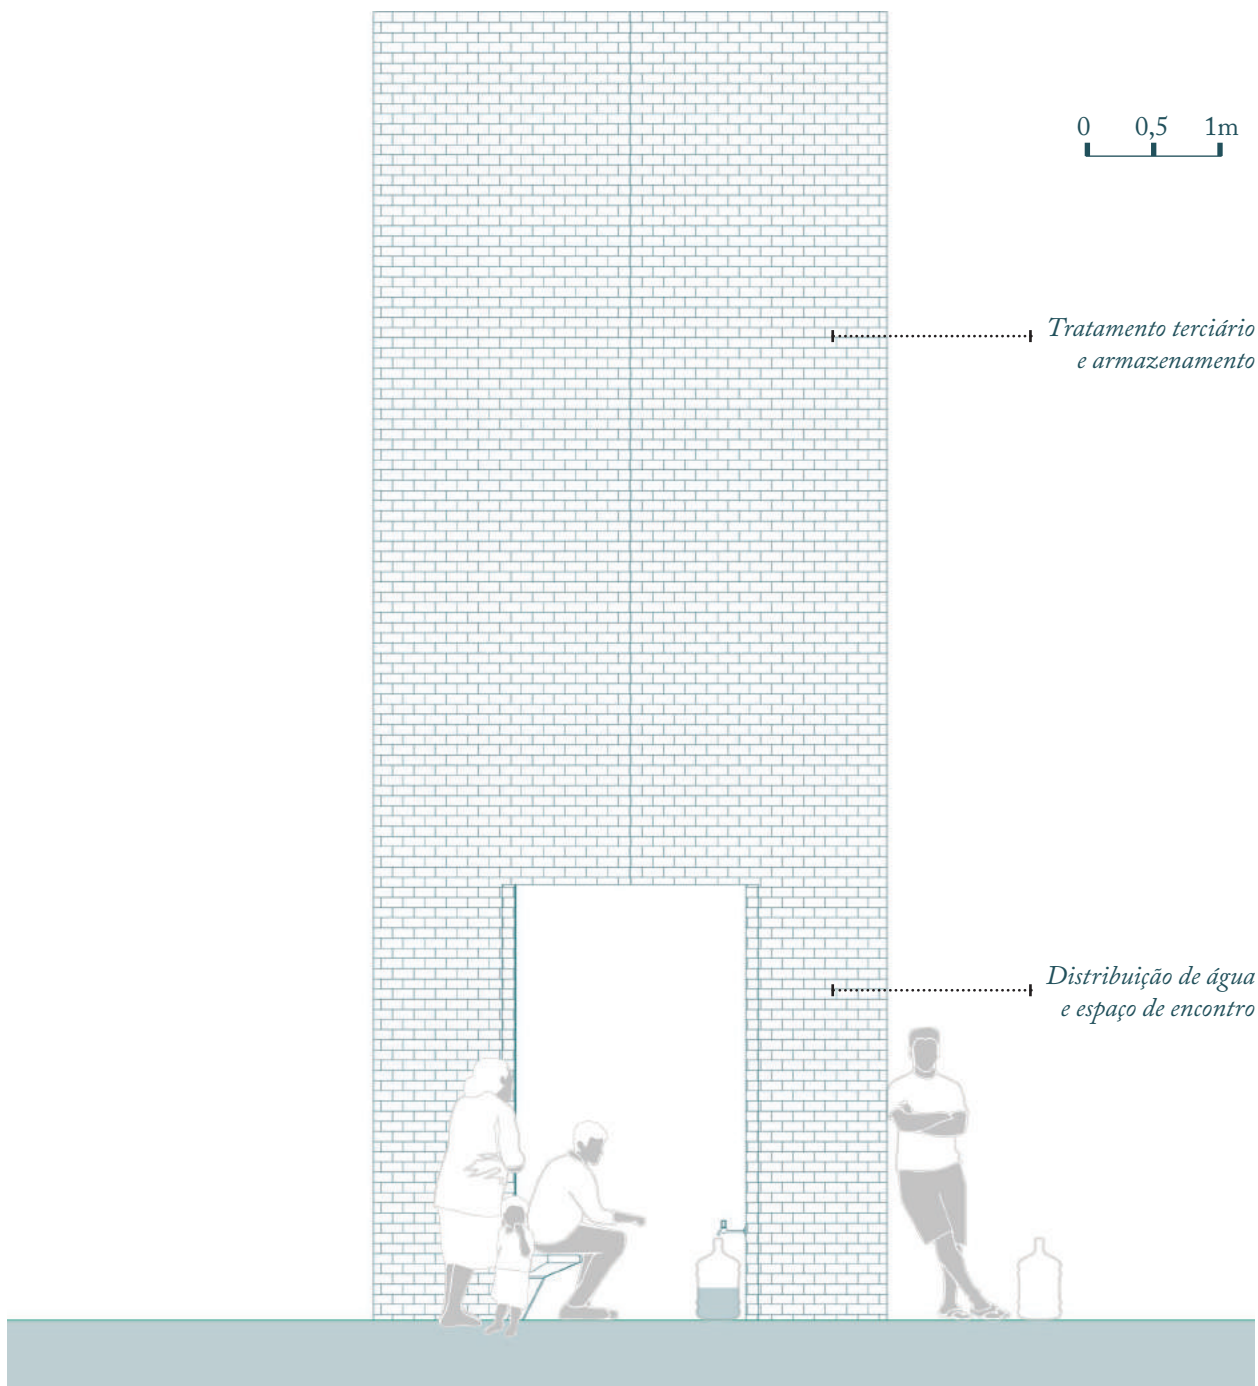 0 0,5 1m
Tratamento terciário
e armazenamento
Distribuição de água
e espaço de encontro